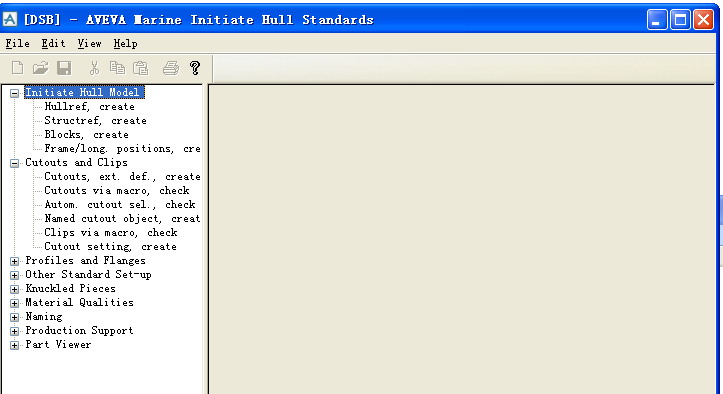 [DSB] - AVEVA Marine Initiate Hull Standards
File Edit View Help
Initiate Hull Model
Hullref, create
Structref, create
Blocks, create
Frame/long. positions, cre
Cutouts and Clips
Cutouts, ext. def., create
Cutouts via macro, check
Autom. cutout sel., check
Named cutout object, creat
Clips via macro, check
Cutout setting, create
Profiles and Flanges
Other Standard Set-up
Knuckled Pieces
Material Qualities
Naming
Production Support
Part Viewer